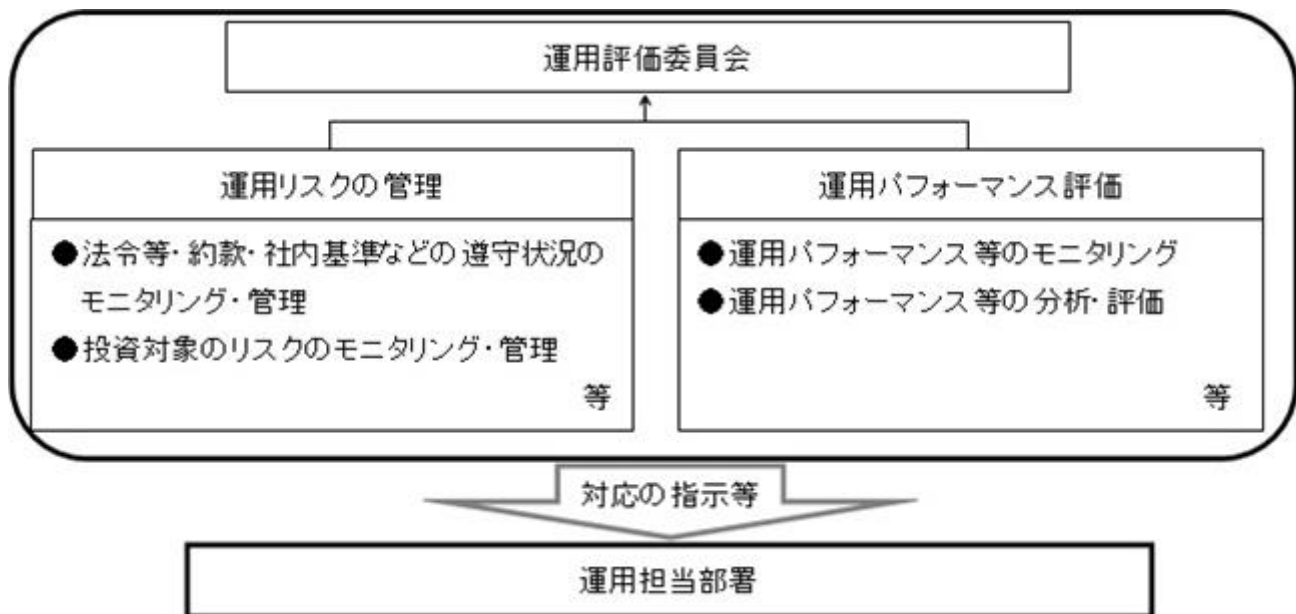 運用評価委員会
運用リスクの管理
●法令等・約款・社内基準などの遵守状況の
モニタリング・管理
●投資対象のリスクのモニタリング・管理
等
運用パフォーマンス評価
●運用パフォーマンス等のモニタリング
●運用パフォーマンス等の分析・評価
等
対応の指示等
運用担当部署